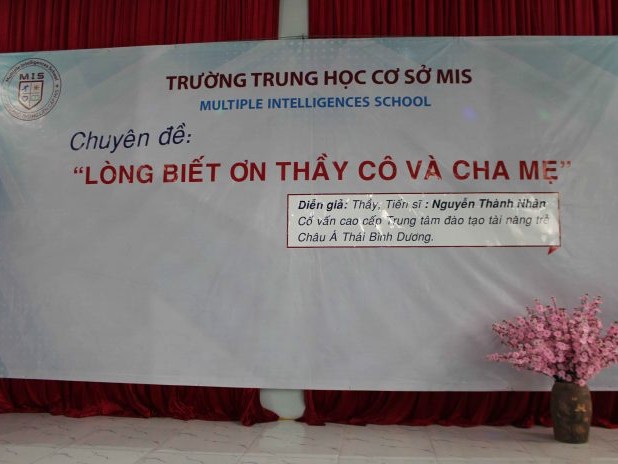 TRƯỜNG TRUNG HỌC CƠ SỞ MIS
MULTIPLE INTELLIGENCES SCHOOL
MIS
Chuyên đề:
“LÒNG BIẾT ƠN THẦY CÔ VÀ CHA MẸ”
Diễn giả: Thầy, Tiến sĩ : Nguyễn Thành Nhân
Cố vấn cao cấp Trung tâm đào tạo tài năng trẻ
Châu Á Thái Bình Dương.